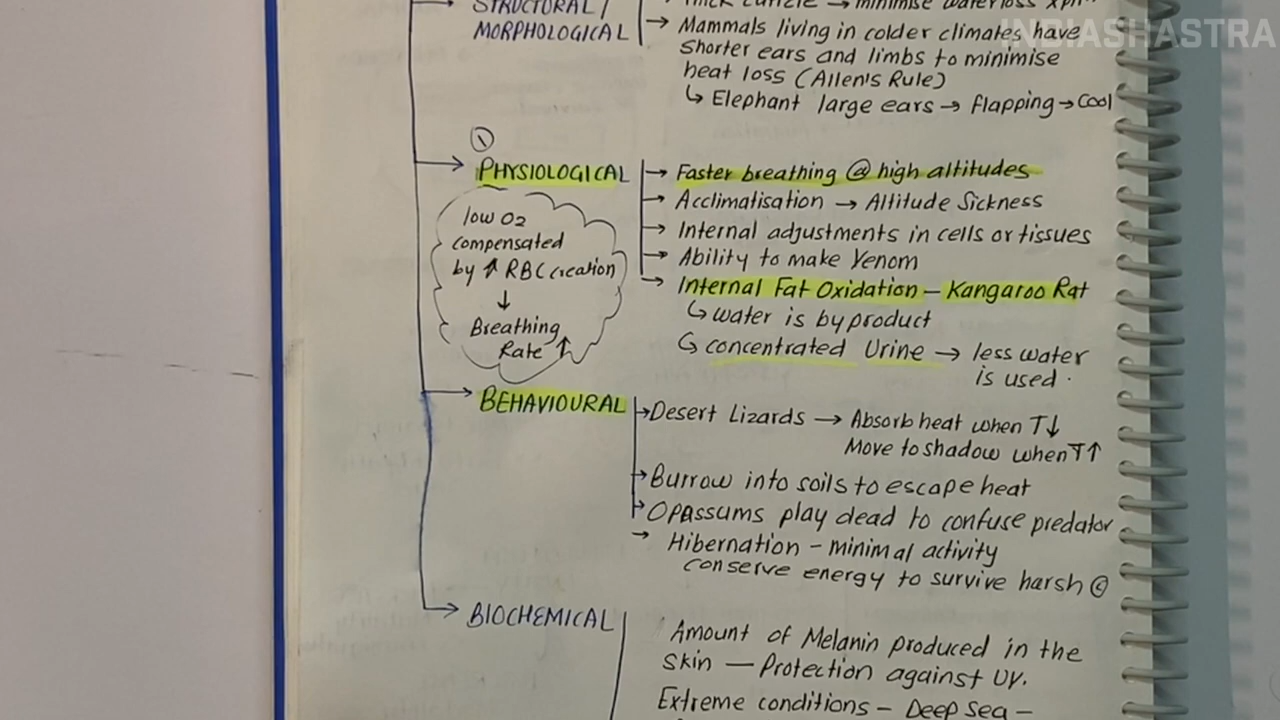 STRUCTURAL/
MORPHOLOGICAL
Thick cuticle → minimise water loss
→ Mammals living in colder climates have
shorter ears and limbs to minimise
heat loss (Allen's Rule)
↳ Elephant large ears → flapping → Cool
INDIASHASTRA
①
PHYSIOLOGICAL
→ Faster breathing @ high altitudes
→ Acclimatisation → Altitude Sickness
→ Internal adjustments in cells or tissues
→ Ability to make Venom
→ Internal Fat Oxidation — Kangaroo Rat
↳ water is by product
↳ concentrated Urine → less water
is used.
low O2
compensated
by ↑ RBC creation
↓
Breathing
Rate ↑
BEHAVIOURAL
→ Desert Lizards → Absorb heat when T↓
Move to shadow when T↑
→ Burrow into soils to escape heat
→ Opassums play dead to confuse predator
→ Hibernation – minimal activity
conserve energy to survive harsh ©
BIOCHEMICAL
Amount of Melanin produced in the
skin — Protection against UV.
Extreme conditions – Deep sea –